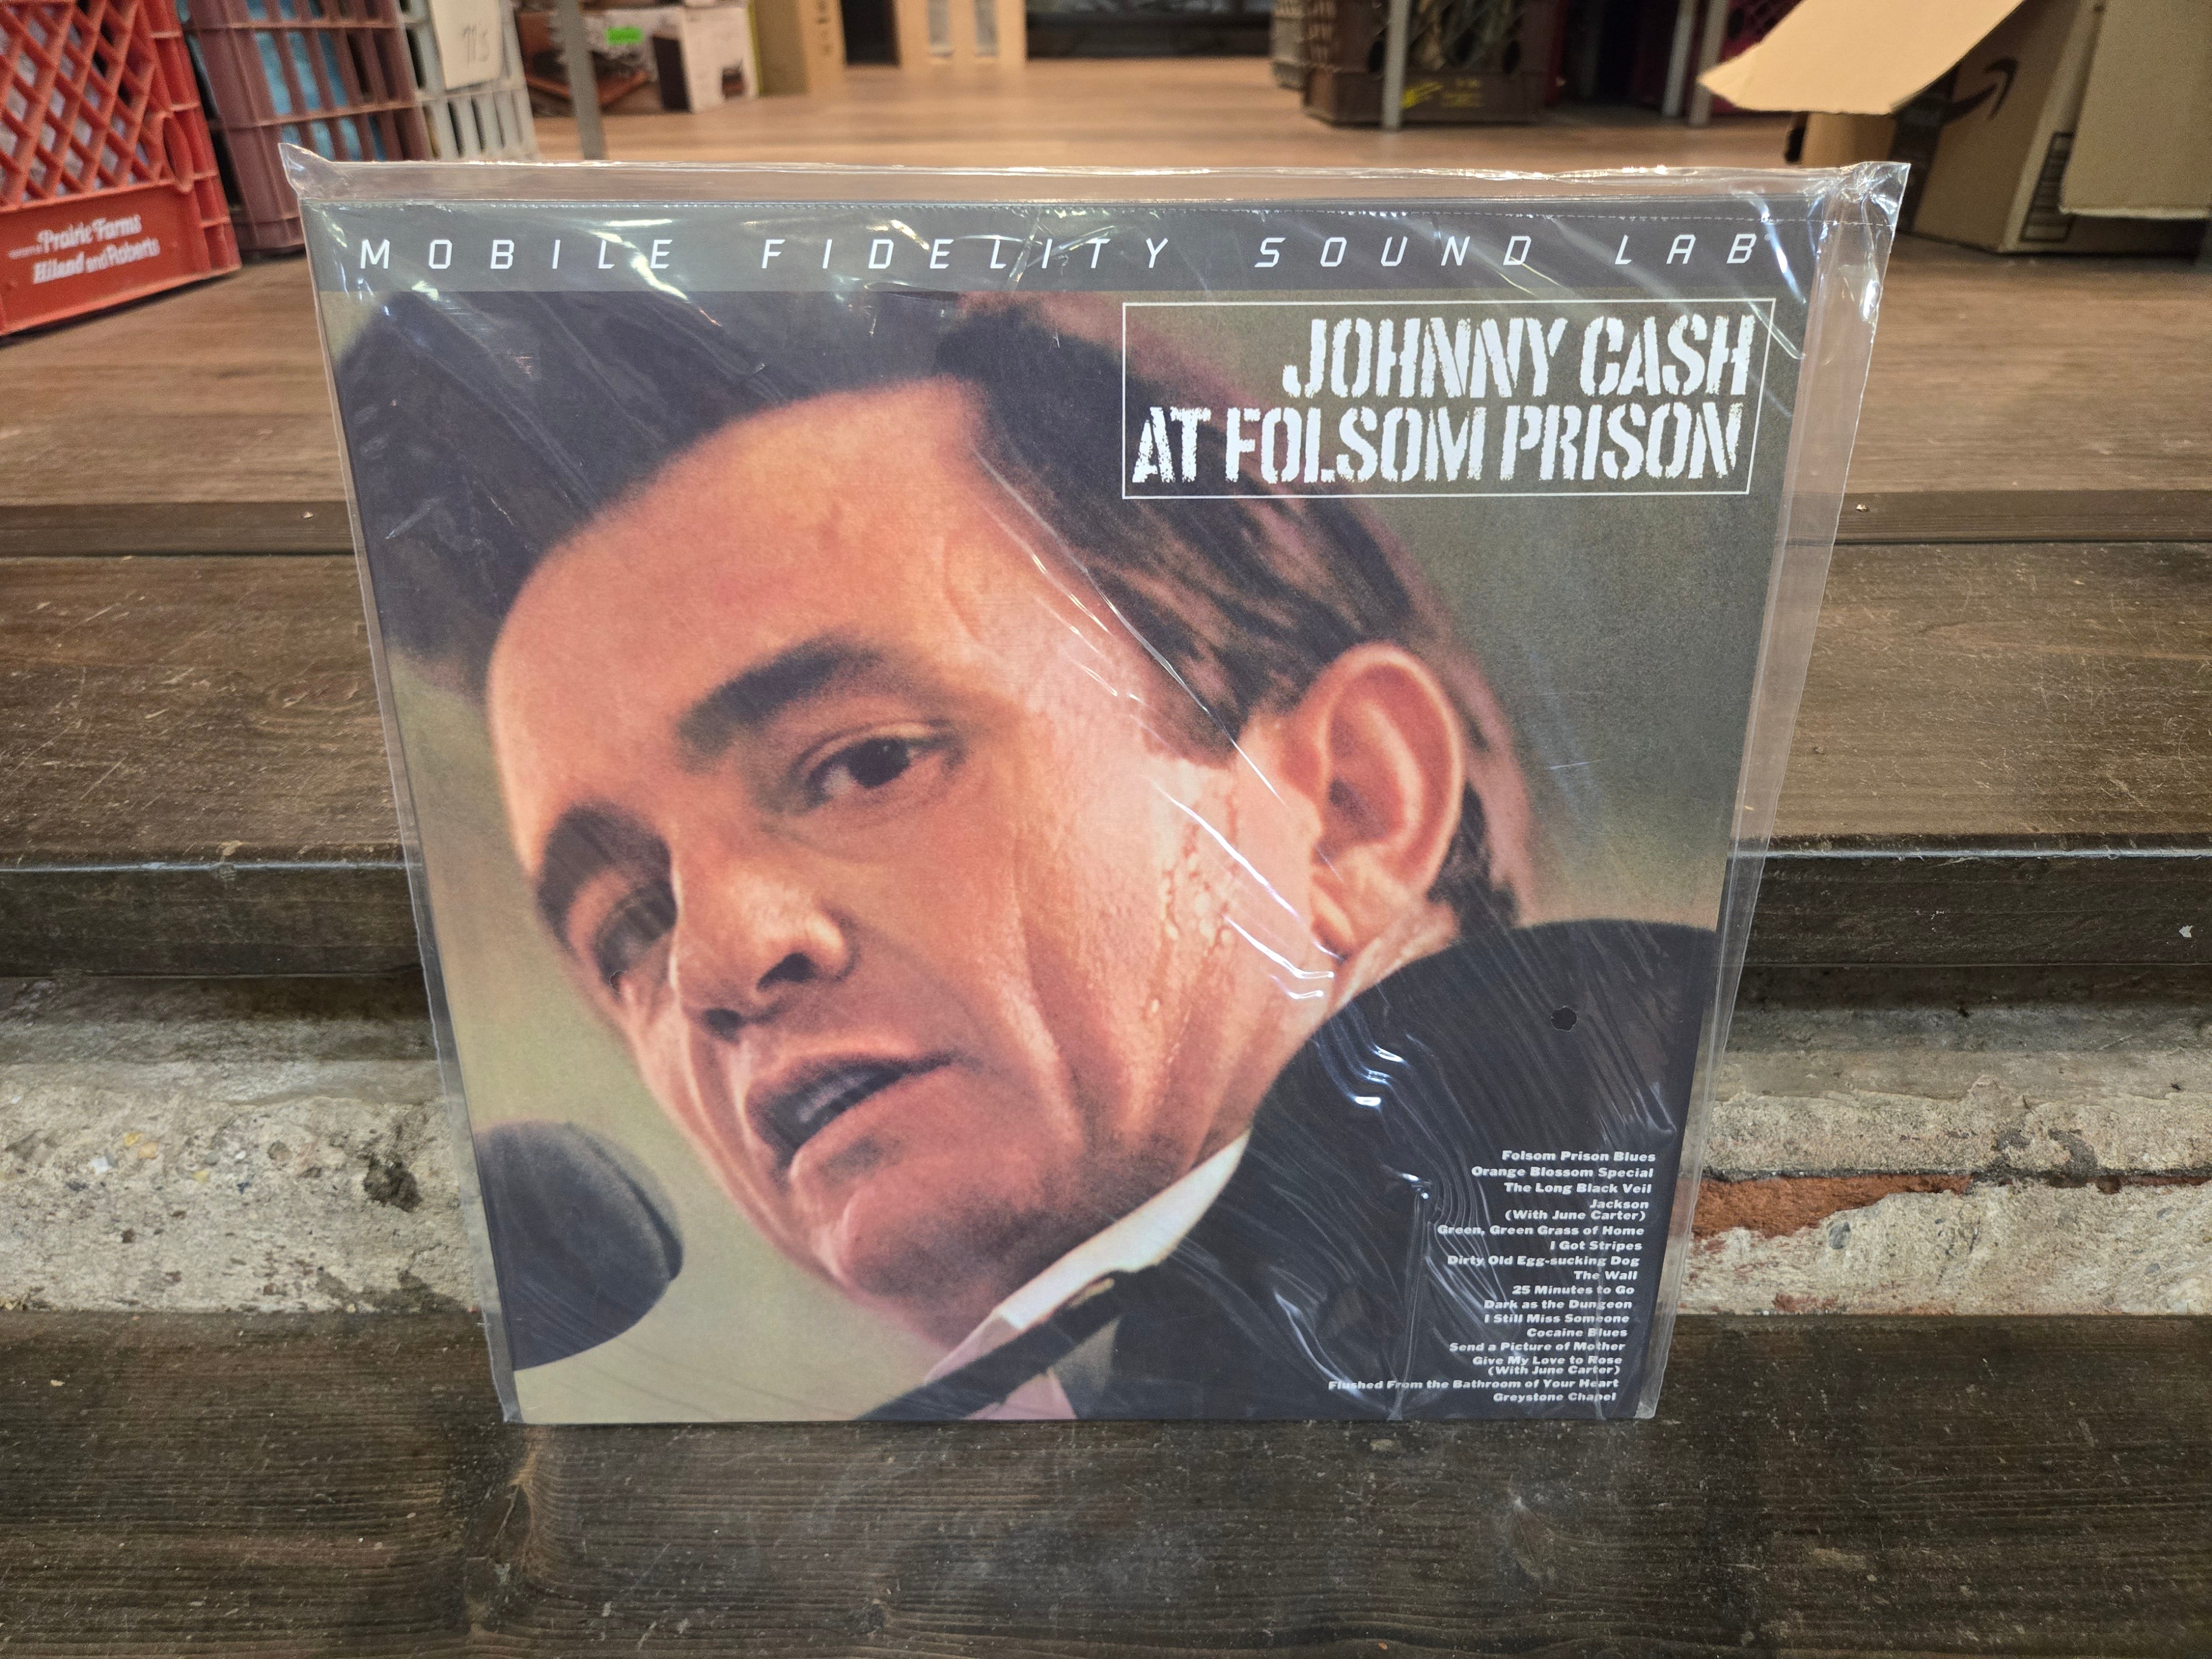 Prairie Farms
Hiland and Roberts
MOBILE FIDELITY SOUND LAB
JOHNNY CASH
AT FOLSOM PRISON
Folsom Prison Blues
Orange Blossom Special
The Long Black Veil
Jackson
(With June Carter)
Green, Green Grass of Home
I Got Stripes
Dirty Old Egg-sucking Dog
The Wall
25 Minutes to Go
Dark as the Dungeon
I Still Miss Someone
Cocaine Blues
Send a Picture of Mother
Give My Love to Rose
(With June Carter)
Flushed From the Bathroom of Your Heart
Greystone Chapel